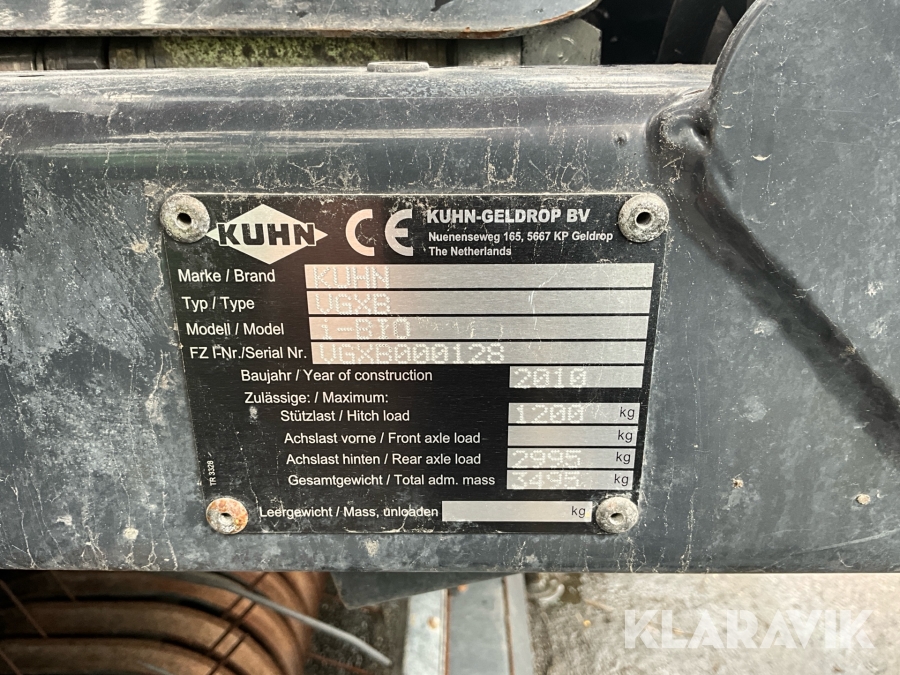 KUHN
CE
KUHN-GELDROP BV
Nuenenseweg 165, 5667 KP Geldrop
The Netherlands
Marke / Brand KUHN
Typ / Type VGXB
Modell / Model i-BIO
FZ I-Nr./Serial Nr. VGXB000128
Baujahr / Year of construction 2010
Zulässige: / Maximum:
Stützlast / Hitch load 1200 kg
Achslast vorne / Front axle load kg
Achslast hinten / Rear axle load 2995 kg
Gesamtgewicht / Total adm. mass 3495 kg
Leergewicht / Mass, unloaden kg
TR 3328
KLARAVIK